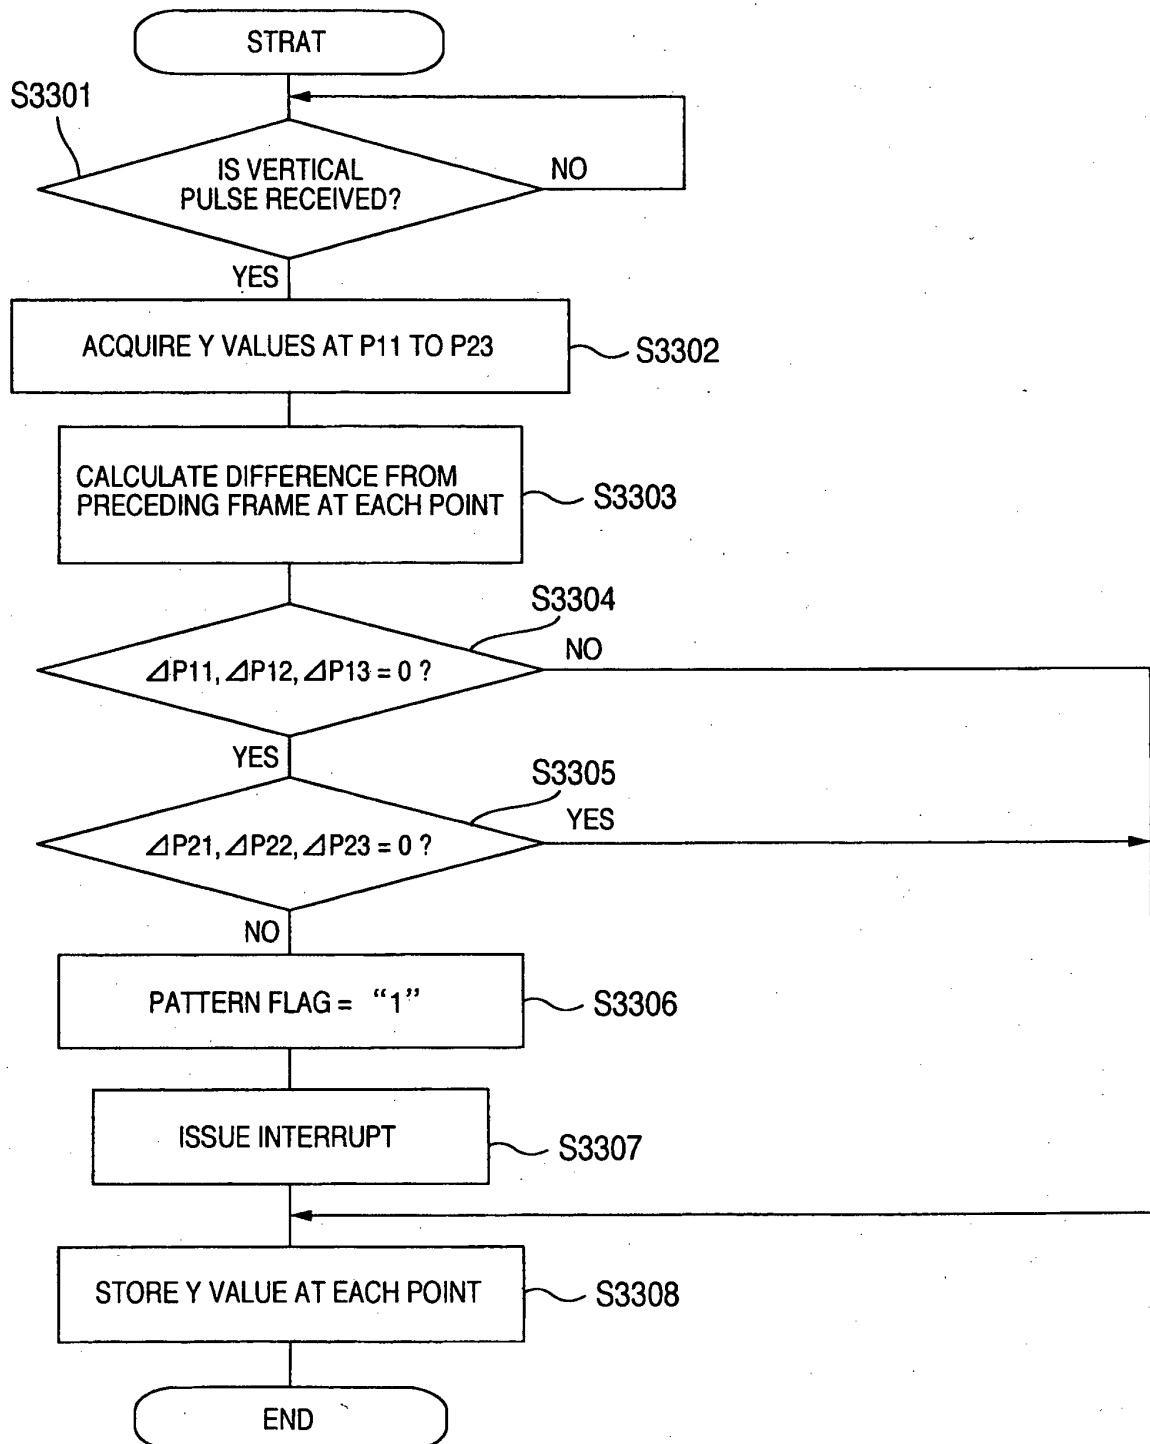 STRAT
S3301
IS VERTICAL
PULSE RECEIVED?
NO
YES
ACQUIRE Y VALUES AT P11 TO P23
S3302
CALCULATE DIFFERENCE FROM
PRECEDING FRAME AT EACH POINT
S3303
S3304
⊿P11, ⊿P12, ⊿P13 = 0 ?
NO
YES
S3305
⊿P21, ⊿P22, ⊿P23 = 0 ?
YES
NO
PATTERN FLAG = “1”
S3306
ISSUE INTERRUPT
S3307
STORE Y VALUE AT EACH POINT
S3308
END